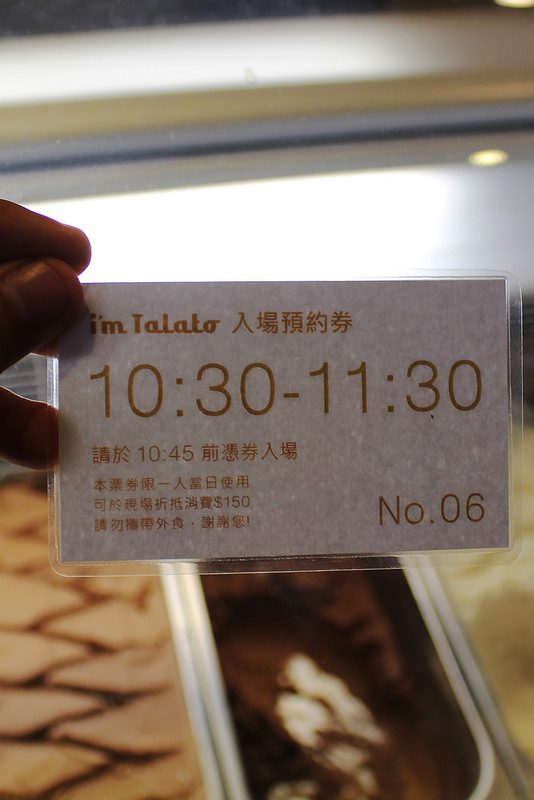 i'm Talato 入場預約券
10:30-11:30
請於 10:45 前憑券入場
本票券限一人當日使用
可於現場折抵消費$150
請勿攜帶外食，謝謝您!
No.06